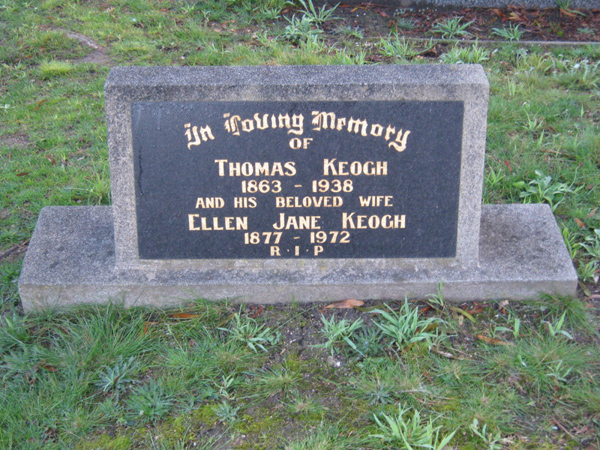 In Loving Memory
OF
THOMAS KEOGH
1863 - 1938
AND HIS BELOVED WIFE
ELLEN JANE KEOGH
1877 - 1972
R·I·P